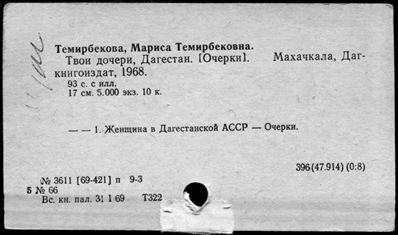 Темирбекова, Мариса Темирбековна.
Твои дочери, Дагестан. [Очерки]. Махачкала, Даг-
книгоиздат, 1968.
93 с. с илл.
17 см. 5.000 экз. 10 к.
— — 1. Женщина в Дагестанской АССР — Очерки.
396(47.914) (0:8)
№ 3611 [69-421] п 9-3
Б № 66
Вс. кн. пал. 31 1 69 Т322